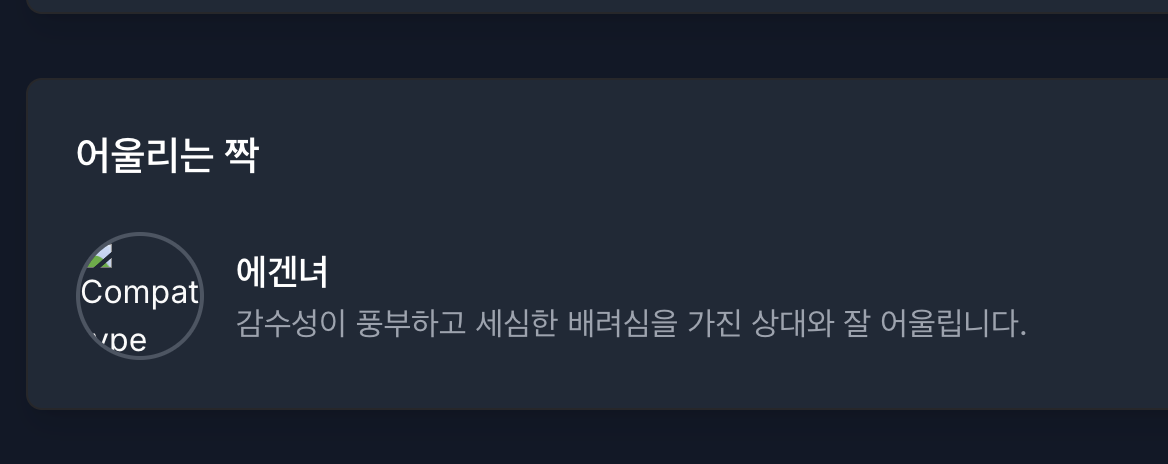 어울리는 짝
Compat
ype
에겐녀
감수성이 풍부하고 세심한 배려심을 가진 상대와 잘 어울립니다.